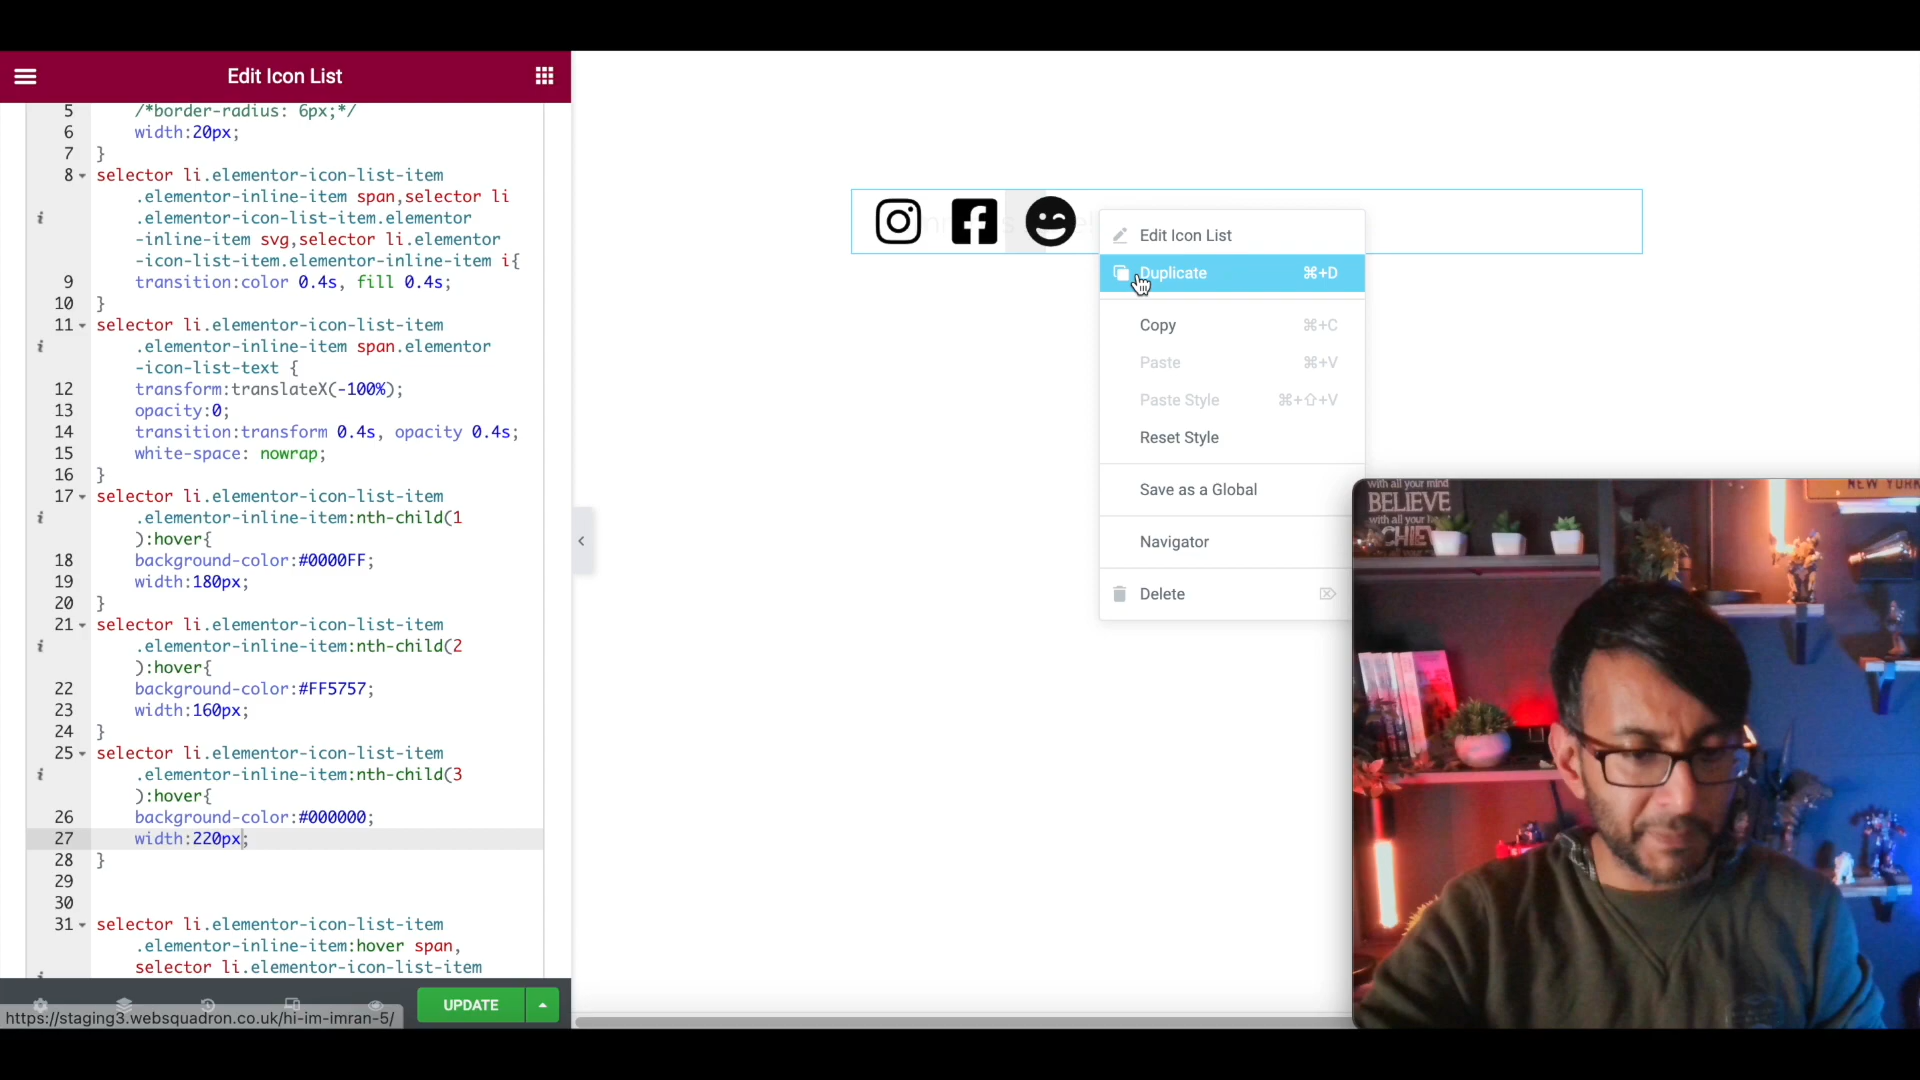 Edit Icon List
5 /*border-radius: 6px;*/
6 width:20px;
7 }
8 selector li.elementor-icon-list-item
.elementor-inline-item span,selector li
.elementor-icon-list-item.elementor
-inline-item svg,selector li.elementor
-icon-list-item.elementor-inline-item i{
9 transition:color 0.4s, fill 0.4s;
10 }
11 selector li.elementor-icon-list-item
.elementor-inline-item span.elementor
-icon-list-text {
12 transform:translateX(-100%);
13 opacity:0;
14 transition:transform 0.4s, opacity 0.4s;
15 white-space: nowrap;
16 }
17 selector li.elementor-icon-list-item
.elementor-inline-item:nth-child(1
):hover{
18 background-color:#0000FF;
19 width:180px;
20 }
21 selector li.elementor-icon-list-item
.elementor-inline-item:nth-child(2
):hover{
22 background-color:#FF5757;
23 width:160px;
24 }
25 selector li.elementor-icon-list-item
.elementor-inline-item:nth-child(3
):hover{
26 background-color:#000000;
27 width:220px;
28 }
29
30
31 selector li.elementor-icon-list-item
.elementor-inline-item:hover span,
selector li.elementor-icon-list-item
UPDATE
https://staging3.websquadron.co.uk/hi-im-imran-5/
Edit Icon List
Duplicate ⌘+D
Copy ⌘+C
Paste ⌘+V
Paste Style ⌘+⇧+V
Reset Style
Save as a Global
Navigator
Delete
with all your mind
BELIEVE
with all your
NEW YORK